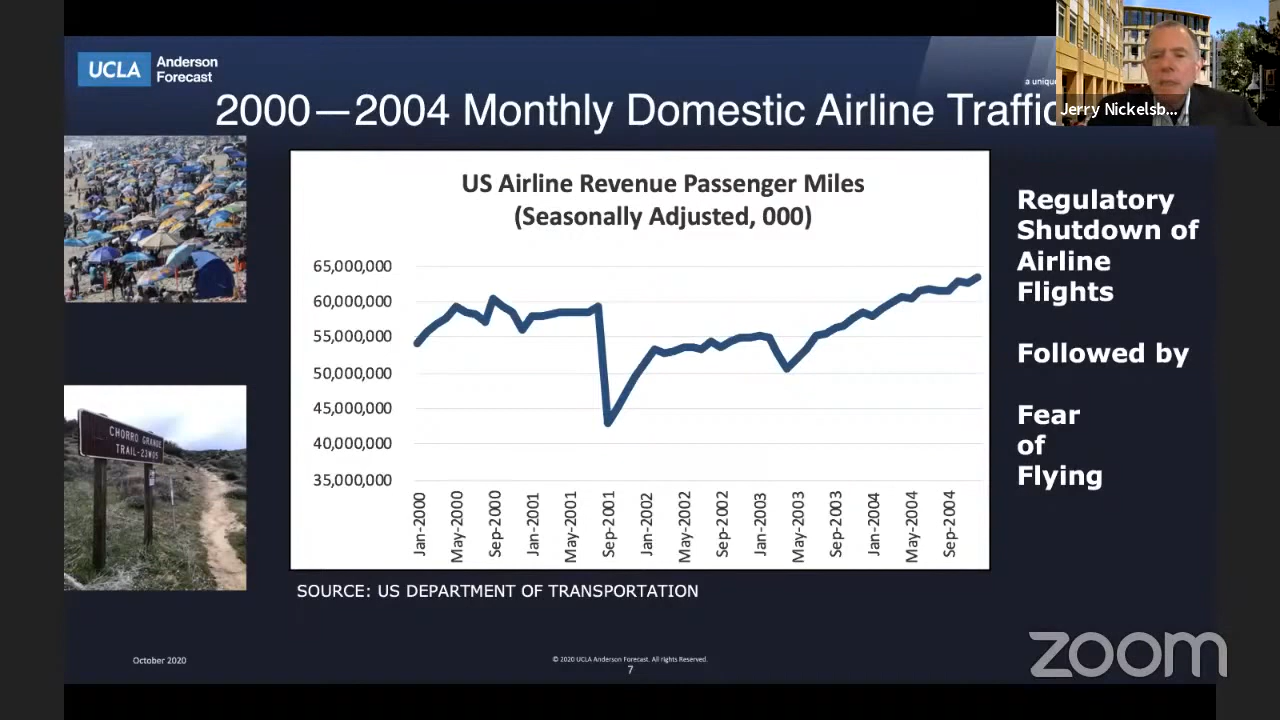 UCLA Anderson
Forecast
a unique
2000—2004 Monthly Domestic Airline Traffic
Jerry Nickelsb...
US Airline Revenue Passenger Miles
(Seasonally Adjusted, 000)
65,000,000
60,000,000
55,000,000
50,000,000
45,000,000
40,000,000
35,000,000
Jan-2000
May-2000
Sep-2000
Jan-2001
May-2001
Sep-2001
Jan-2002
May-2002
Sep-2002
Jan-2003
May-2003
Sep-2003
Jan-2004
May-2004
Sep-2004
Regulatory
Shutdown of
Airline
Flights
Followed by
Fear
of
Flying
CHORRO GRANDE
TRAIL-23W05
SOURCE: US DEPARTMENT OF TRANSPORTATION
October 2020
© 2020 UCLA Anderson Forecast. All rights Reserved.
7
zoom